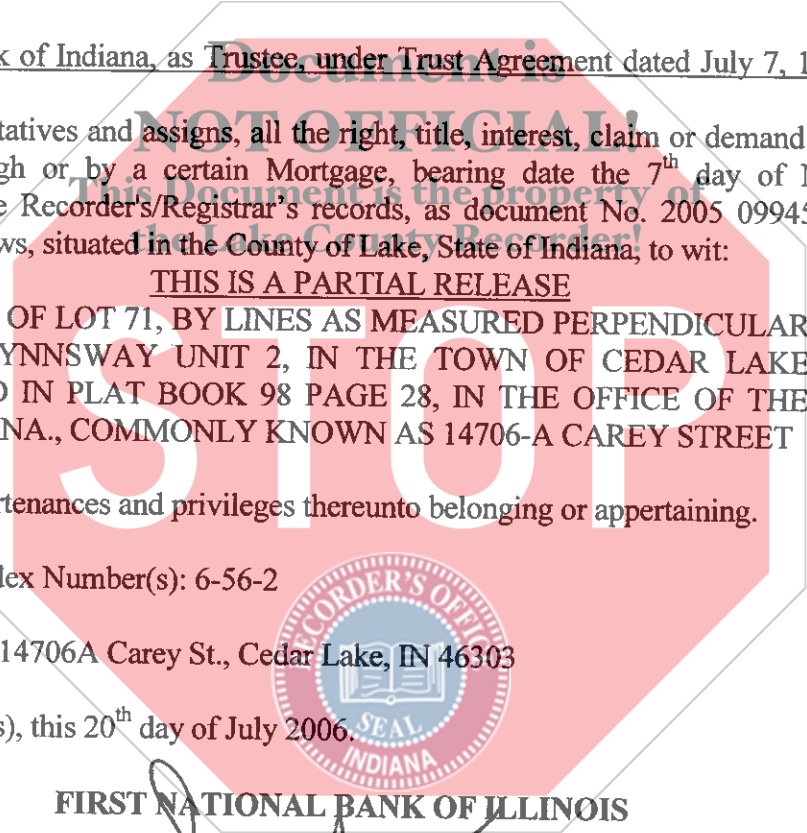 k of Indiana, as Trustee, under Trust Agreement dated July 7, 1
Document is
tatives and assigns, all the right, title, interest, claim or demand
NOT OFFICIAL!
gh or by a certain Mortgage, bearing date the 7th day of
This Document is the property of
e Recorder's/Registrar's records, as document No. 2005 09945
the Lake County Recorder!
ws, situated in the County of Lake, State of Indiana, to wit:
THIS IS A PARTIAL RELEASE
OF LOT 71, BY LINES AS MEASURED PERPENDICULAR
YNNSWAY UNIT 2, IN THE TOWN OF CEDAR LAKE
IN PLAT BOOK 98 PAGE 28, IN THE OFFICE OF THE
NA., COMMONLY KNOWN AS 14706-A CAREY STREET
STOP
rtenances and privileges thereunto belonging or appertaining.
dex Number(s): 6-56-2
RECORDER'S OFFICE
14706A Carey St., Cedar Lake, IN 46303
s), this 20th day of July 2006.
SEAL
INDIANA
FIRST NATIONAL BANK OF ILLINOIS